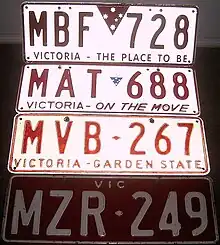 MBF 728
VICTORIA - THE PLACE TO BE
MAT 688
VICTORIA - ON THE MOVE
MVB·267
VICTORIA - GARDEN STATE
VIC
MZR·249